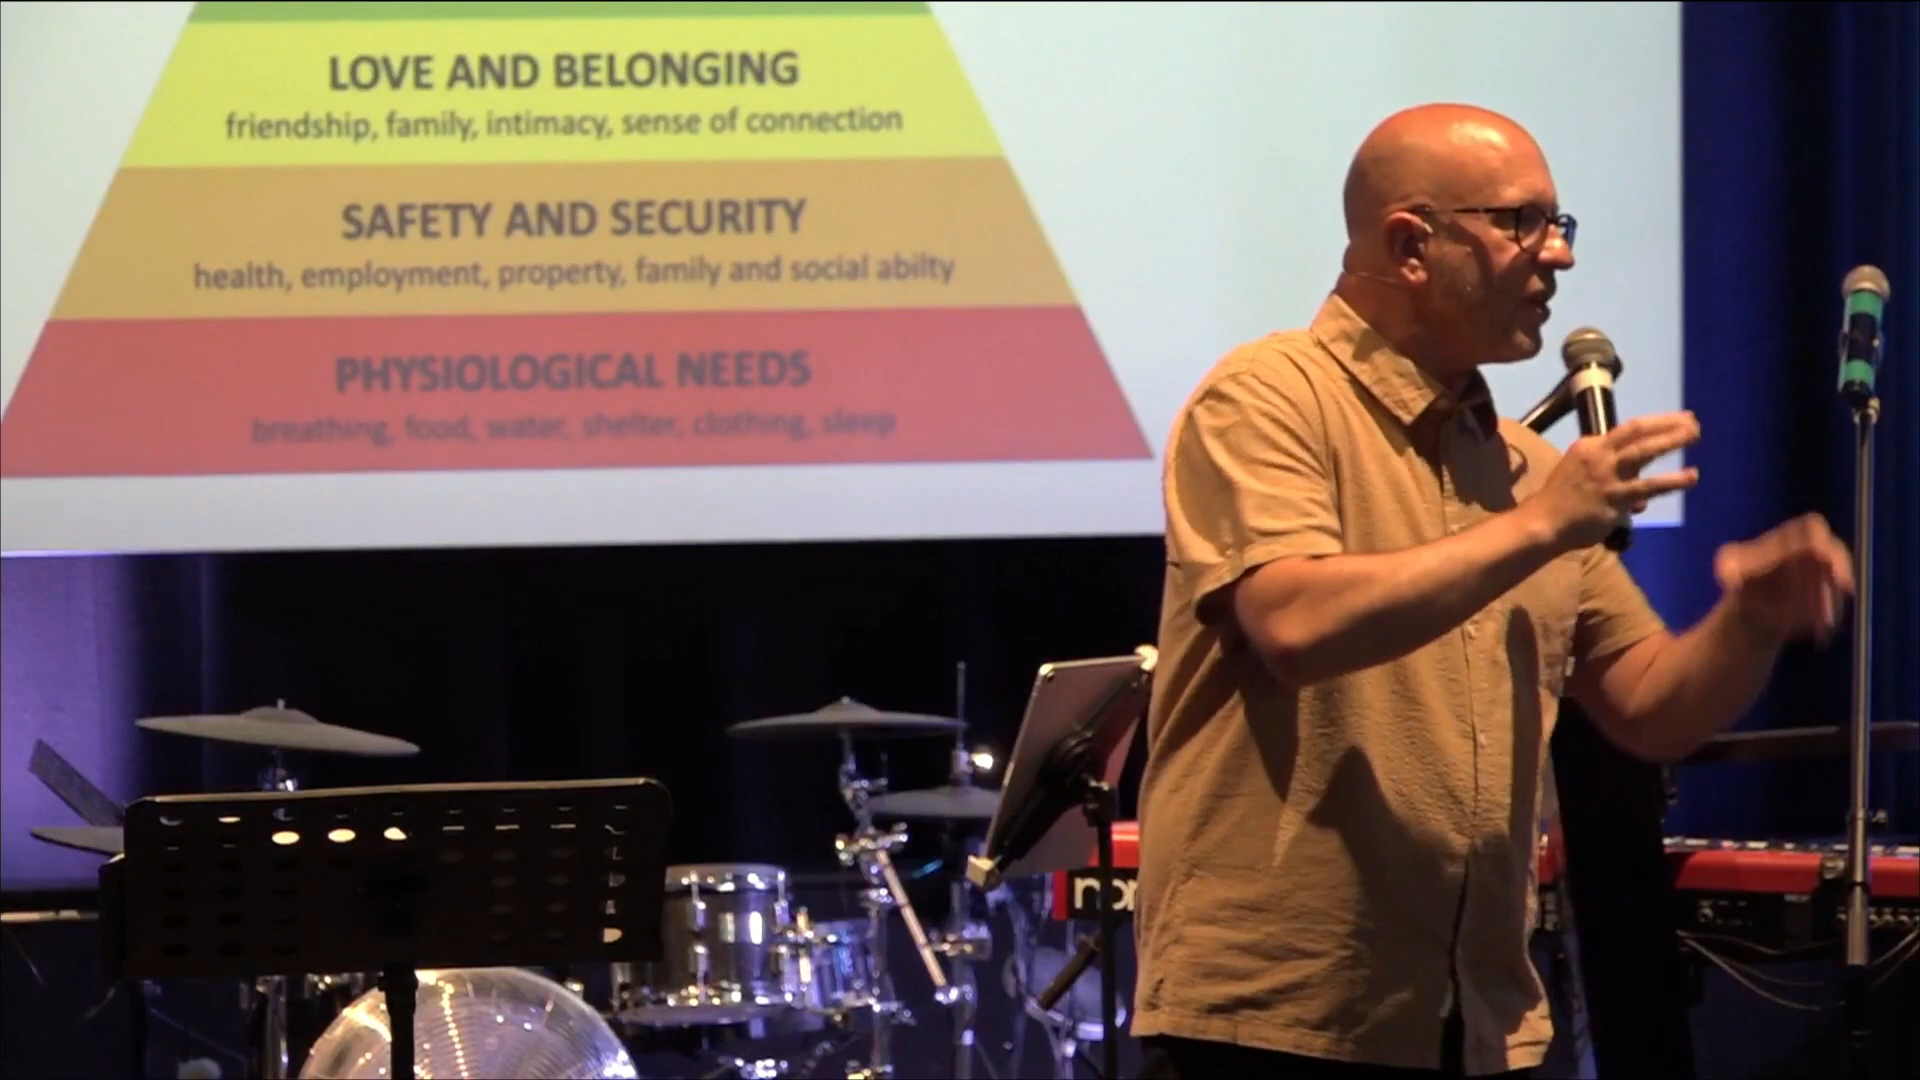 LOVE AND BELONGING
friendship, family, intimacy, sense of connection
SAFETY AND SECURITY
health, employment, property, family and social abilty
PHYSIOLOGICAL NEEDS
breathing, food, water, shelter, clothing, sleep
nor